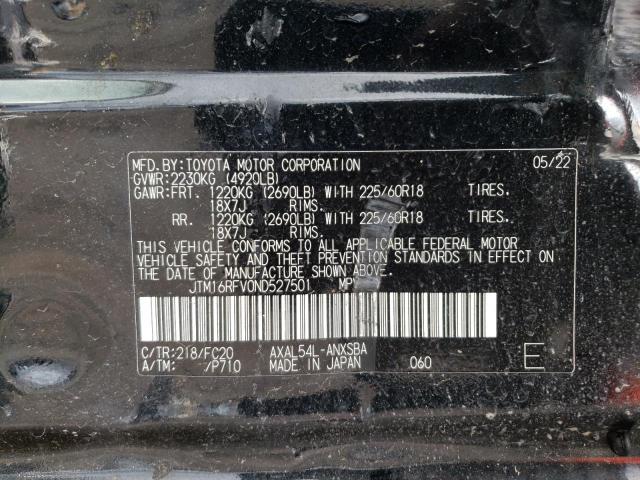 MFD.BY:TOYOTA MOTOR CORPORATION 05/22
GVWR:2230KG (4920LB)
GAWR:FRT. 1220KG (2690LB) WITH 225/60R18 TIRES.
18X7J RIMS.
RR. 1220KG (2690LB) WITH 225/60R18 TIRES.
18X7J RIMS.
THIS VEHICLE CONFORMS TO ALL APPLICABLE FEDERAL MOTOR
VEHICLE SAFETY AND THEFT PREVENTION STANDARDS IN EFFECT ON
THE DATE OF MANUFACTURE SHOWN ABOVE.
JTM16RFV0ND527501 MPV
C/TR:218/FC20 AXAL54L-ANXSBA
A/TM: /P710 MADE IN JAPAN 060 E